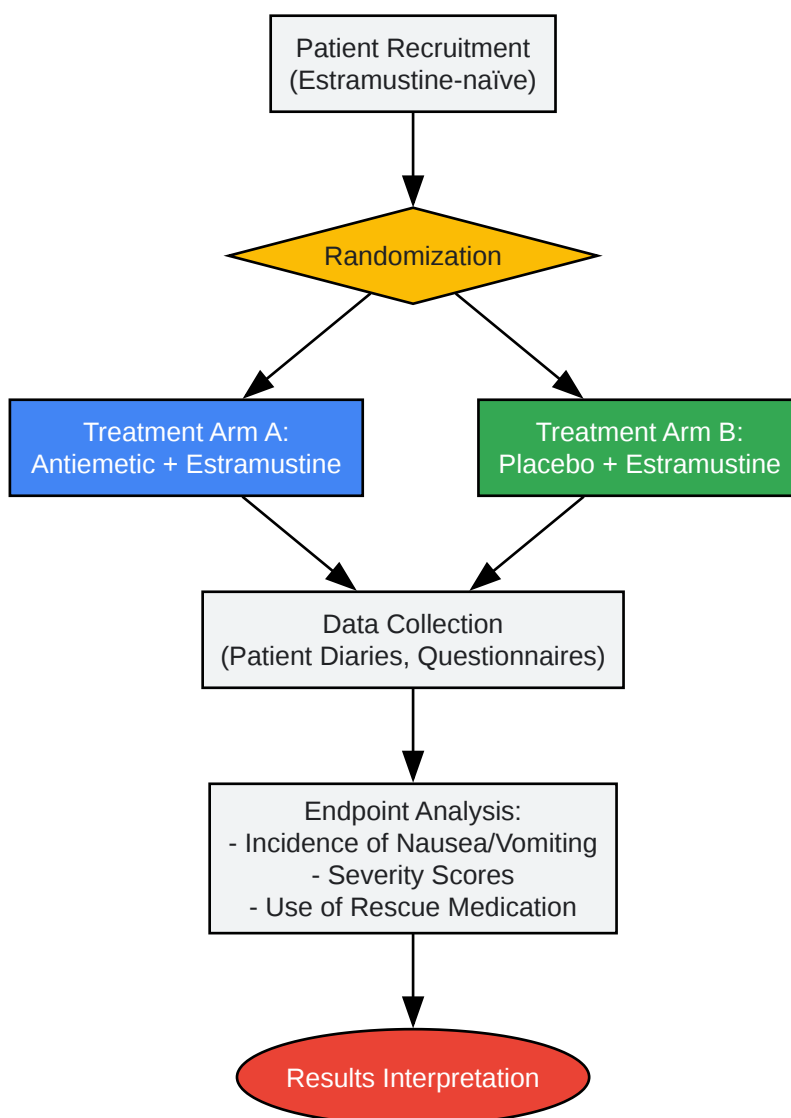 Patient Recruitment
(Estramustine-naïve)
Randomization
Treatment Arm A:
Antiemetic + Estramustine
Treatment Arm B:
Placebo + Estramustine
Data Collection
(Patient Diaries, Questionnaires)
Endpoint Analysis:
- Incidence of Nausea/Vomiting
- Severity Scores
- Use of Rescue Medication
Results Interpretation